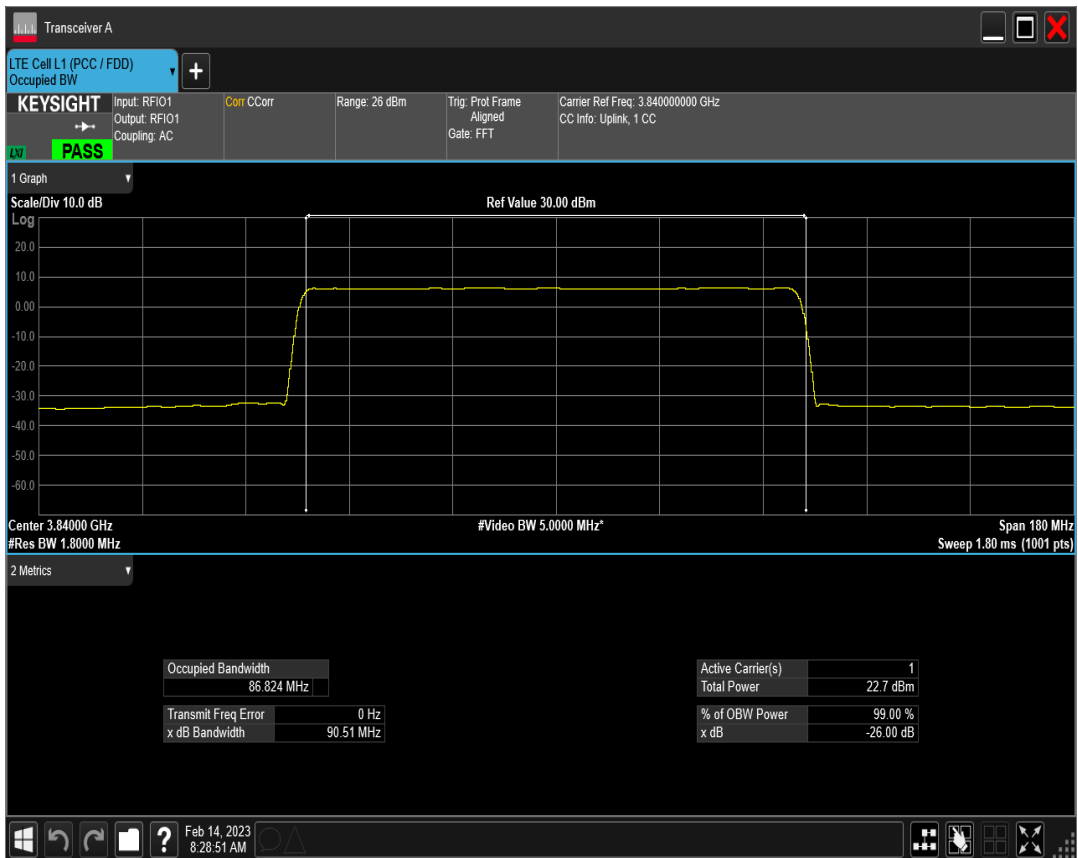 Transceiver A
LTE Cell L1 (PCC / FDD)
Occupied BW
+
KEYSIGHT
LXI
PASS
Input: RFIO1
Output: RFIO1
Coupling: AC
Corr CCorr
Range: 26 dBm
Trig: Prot Frame
Aligned
Gate: FFT
Carrier Ref Freq: 3.840000000 GHz
CC Info: Uplink, 1 CC
1 Graph
Scale/Div 10.0 dB
Ref Value 30.00 dBm
Log
20.0
10.0
0.00
-10.0
-20.0
-30.0
-40.0
-50.0
-60.0
Center 3.84000 GHz
#Video BW 5.0000 MHz*
Span 180 MHz
#Res BW 1.8000 MHz
Sweep 1.80 ms (1001 pts)
2 Metrics
Occupied Bandwidth
86.824 MHz
Transmit Freq Error 0 Hz
x dB Bandwidth 90.51 MHz
Active Carrier(s) 1
Total Power 22.7 dBm
% of OBW Power 99.00 %
x dB -26.00 dB
?
Feb 14, 2023
8:28:51 AM